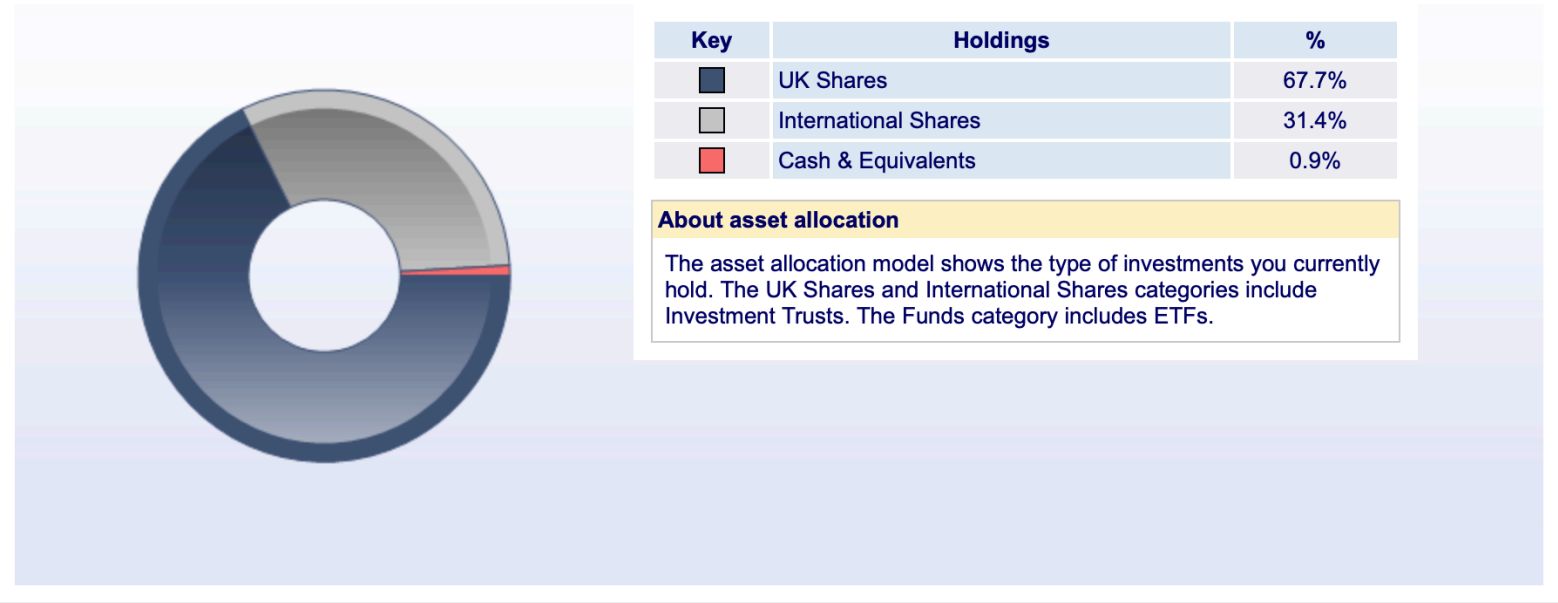 Key Holdings %
UK Shares 67.7%
International Shares 31.4%
Cash & Equivalents 0.9%
About asset allocation
The asset allocation model shows the type of investments you currently
hold. The UK Shares and International Shares categories include
Investment Trusts. The Funds category includes ETFs.